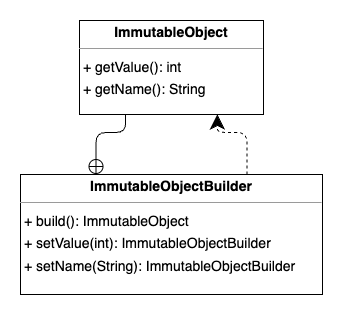 ImmutableObject
+ getValue(): int
+ getName(): String
ImmutableObjectBuilder
+ build(): ImmutableObject
+ setValue(int): ImmutableObjectBuilder
+ setName(String): ImmutableObjectBuilder